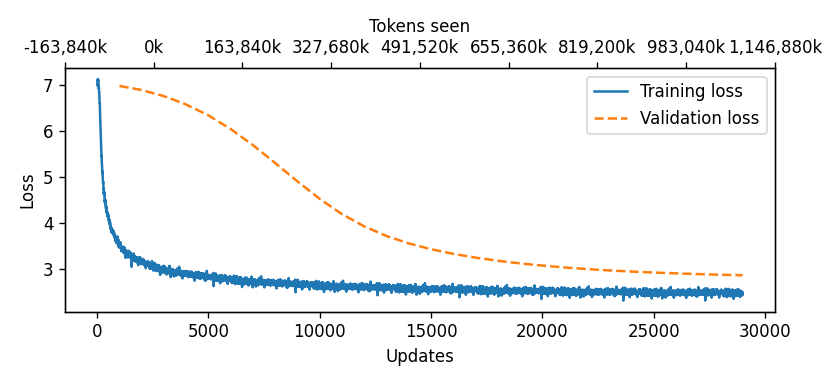 Tokens seen
-163,840k 0k 163,840k 327,680k 491,520k 655,360k 819,200k 983,040k 1,146,880k
Training loss
Validation loss
7
6
5
4
3
Loss
0 5000 10000 15000 20000 25000 30000
Updates